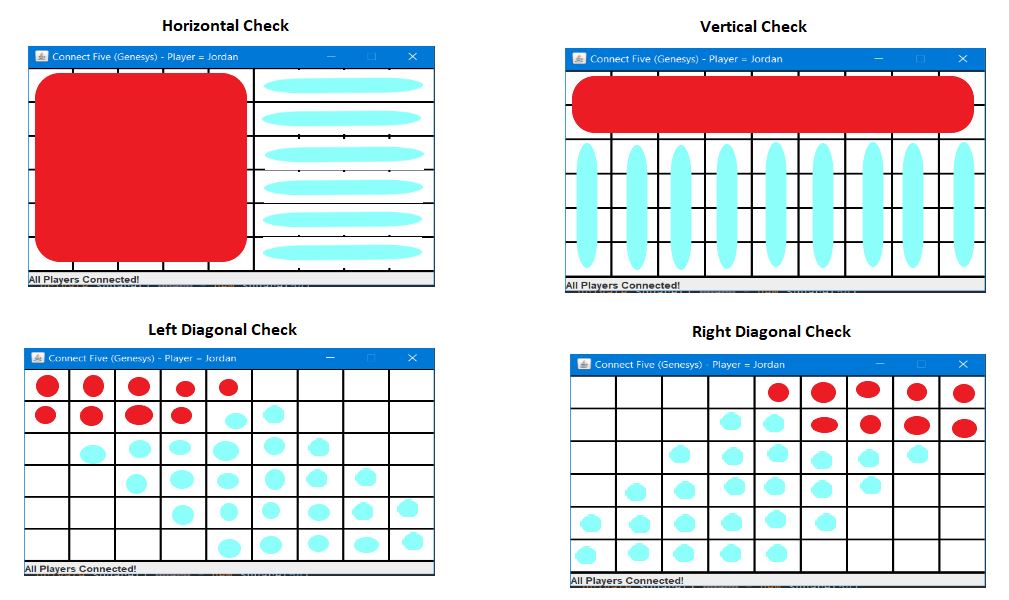 Horizontal Check
Vertical Check
Connect Five (Genesys) - Player = Jordan
Connect Five (Genesys) - Player = Jordan
All Players Connected!
All Players Connected!
Left Diagonal Check
Right Diagonal Check
Connect Five (Genesys) - Player = Jordan
Connect Five (Genesys) - Player = Jordan
All Players Connected!
All Players Connected!